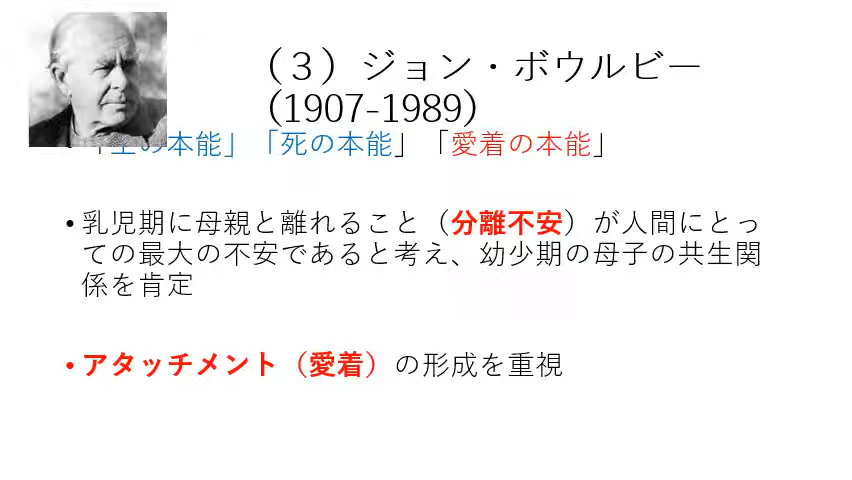 （３）ジョン・ボウルビー
（1907-1989）
• 「生の本能」「死の本能」「愛着の本能」
• 乳児期に母親と離れること（分離不安）が人間にとっ
ての最大の不安であると考え、幼少期の母子の共生関
係を肯定
• アタッチメント（愛着）の形成を重視